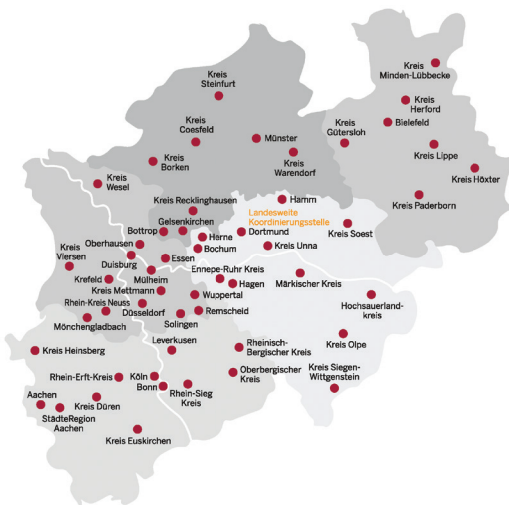 Kreis
Minden-Lübbecke
Kreis
Steinfurt
Kreis
Herford
Kreis
Coesfeld
Bielefeld
Kreis
Gütersloh
Münster
Kreis Lippe
Kreis
Borken
Kreis
Warendorf
Kreis Höxter
Kreis
Wesel
Kreis Paderborn
Kreis Recklinghausen
Hamm
Landesweite
Koordinierungsstelle
Gelsenkirchen
Bottrop
Dortmund
Kreis Soest
Harne
Oberhausen
Bochum
Kreis Unna
Kreis
Viersen
Duisburg
Essen
Ennepe-Ruhr Kreis
Krefeld
Mülheim
Hagen
Märkischer Kreis
Kreis Mettmann
Wuppertal
Rhein-Kreis Neuss
Hochsauerland-
kreis
Düsseldorf
Remscheid
Mönchengladbach
Solingen
Kreis Olpe
Leverkusen
Rheinisch-
Bergischer Kreis
Kreis Heinsberg
Oberbergischer
Kreis
Kreis Siegen-
Wittgenstein
Rhein-Erft-Kreis
Köln
Bonn
Rhein-Sieg
Kreis
Aachen
Kreis Düren
StädteRegion
Aachen
Kreis Euskirchen